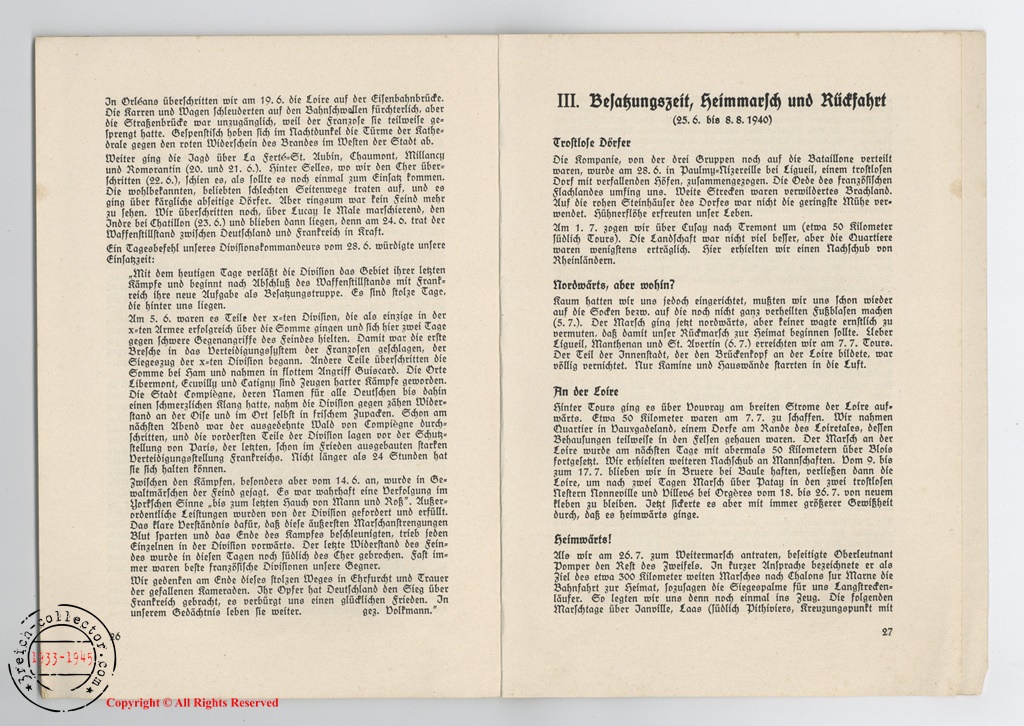 In Orléans überschritten wir am 19. 6. die Loire auf der Eisenbahnbrücke.
Die Karren und Wagen schleuderten auf den Bahnschwellen fürchterlich, aber
die Straßenbrücke war unzugänglich, weil der Franzose sie teilweise ge-
sprengt hatte. Gespenstisch hoben sich im Nachtdunkel die Türme der Kathe-
drale gegen den roten Widerschein des Brandes im Westen der Stadt ab.
Weiter ging die Jagd über La Ferté-St. Aubin, Chaumont, Millancy
und Romorantin (20. und 21. 6.). Hinter Selles, wo wir den Cher über-
schritten (22. 6.), schien es, als sollte es noch einmal zum Einsatz kommen.
Die wohlbekannten, beliebten schlechten Seitenwege traten auf, und es
ging über kärgliche abseitige Dörfer. Aber ringsum war kein Feind mehr
zu sehen. Wir überschritten noch, über Lucay le Male marschierend, den
Indre bei Chatillon (23. 6.) und blieben dann liegen, denn am 24. 6. trat der
Waffenstillstand zwischen Deutschland und Frankreich in Kraft.
Ein Tagesbefehl unseres Divisionskommandeurs vom 28. 6. würdigte unsere
Einsatzzeit:
„Mit dem heutigen Tage verläßt die Division das Gebiet ihrer letzten
Kämpfe und beginnt nach Abschluß des Waffenstillstands mit Frank-
reich ihre neue Aufgabe als Besatzungstruppe. Es sind stolze Tage,
die hinter uns liegen.
Am 5. 6. waren es Teile der x-ten Division, die als einzige in der
x-ten Armee erfolgreich über die Somme gingen und sich hier zwei Tage
gegen schwere Gegenangriffe des Feindes hielten. Damit war die erste
Bresche in das Verteidigungssystem der Franzosen geschlagen, der
Siegeszug der x-ten Division begann. Andere Teile überschritten die
Somme bei Ham und nahmen in flottem Angriff Guiscard. Die Orte
Libermont, Ecuvilly und Catigny sind Zeugen harter Kämpfe geworden.
Die Stadt Compiègne, deren Namen für alle Deutschen bis dahin
einen schmerzlichen Klang hatte, nahm die Division gegen zähen Wider-
stand an der Oise und im Ort selbst in frischem Zupacken. Schon am
nächsten Abend war der ausgedehnte Wald von Compiègne durch-
schritten, und die vordersten Teile der Division lagen vor der Schutz-
stellung von Paris, der letzten, schon im Frieden ausgebauten starken
Verteidigungsstellung Frankreichs. Nicht länger als 24 Stunden hat
sie sich halten können.
Zwischen den Kämpfen, besonders aber vom 14. 6. an, wurde in Ge-
waltmärschen der Feind gejagt. Es war wahrhaft eine Verfolgung im
Yorkschen Sinne „bis zum letzten Hauch von Mann und Roß“. Außer-
ordentliche Leistungen wurden von der Division gefordert und erfüllt.
Das klare Verständnis dafür, daß diese äußersten Marschanstrengungen
Blut sparten und das Ende des Kampfes beschleunigten, trieb jeden
Einzelnen in der Division vorwärts. Der letzte Widerstand des Fein-
des wurde in diesen Tagen noch südlich des Cher gebrochen. Fast im-
mer waren beste französische Divisionen unsere Gegner.
Wir gedenken am Ende dieses stolzen Weges in Ehrfurcht und Trauer
der gefallenen Kameraden. Ihr Opfer hat Deutschland den Sieg über
Frankreich gebracht, es verbürgt uns einen glücklichen Frieden. In
unserem Gedächtnis leben sie weiter. gez. Volkmann.“
26
III. Besatzungszeit, Heimmarsch und Rückfahrt
(25. 6. bis 8. 8. 1940)
Trostlose Dörfer
Die Kompanie, von der drei Gruppen noch auf die Bataillone verteilt
waren, wurde am 28. 6. in Paulmy-Nizereille bei Ligueil, einem trostlosen
Dorf mit verfallenden Höfen, zusammengezogen. Die Oede des französischen
Flachlandes umfing uns. Weite Strecken waren verwildertes Brachland.
Auf die rohen Steinhäuser des Dorfes war nicht die geringste Mühe ver-
wendet. Hühnerflöhe erfreuten unser Leben.
Am 1. 7. zogen wir über Cussay nach Tremont um (etwa 50 Kilometer
südlich Tours). Die Landschaft war nicht viel besser, aber die Quartiere
waren wenigstens erträglich. Hier erhielten wir einen Nachschub von
Rheinländern.
Nordwärts, aber wohin?
Kaum hatten wir uns jedoch eingerichtet, mußten wir uns schon wieder
auf die Socken bezw. auf die noch nicht ganz verheilten Fußblasen machen
(5. 7.). Der Marsch ging jetzt nordwärts, aber keiner wagte ernstlich zu
vermuten, daß damit unser Rückmarsch zur Heimat beginnen sollte. Ueber
Ligueil, Manthenan und St. Avertin (6. 7.) erreichten wir am 7. 7. Tours.
Der Teil der Innenstadt, der den Brückenkopf an der Loire bildete, war
völlig vernichtet. Nur Kamine und Hauswände starrten in die Luft.
An der Loire
Hinter Tours ging es über Vouvray am breiten Strome der Loire auf-
wärts. Etwa 50 Kilometer waren am 7. 7. zu schaffen. Wir nahmen
Quartier in Vauxgadeland, einem Dorfe am Rande des Loiretales, dessen
Behausungen teilweise in den Felsen gehauen waren. Der Marsch an der
Loire wurde am nächsten Tage mit abermals 50 Kilometern über Blois
fortgesetzt. Wir erhielten weiteren Nachschub an Mannschaften. Vom 9. bis
zum 17. 7. blieben wir in Bruere bei Baule haften, verließen dann die
Loire, um nach zwei Tagen Marsch über Patay in den zwei trostlosen
Nestern Nonneville und Villevé bei Orgères vom 18. bis 26. 7. von neuem
kleben zu bleiben. Jetzt sickerte es aber mit immer größerer Gewißheit
durch, daß es heimwärts ginge.
Heimwärts!
Als wir am 26. 7. zum Weitermarsch antraten, beseitigte Oberleutnant
Pomper den Rest des Zweifels. In kurzer Ansprache bezeichnete er als
Ziel des etwa 300 Kilometer weiten Marsches nach Chalons sur Marne die
Bahnfahrt zur Heimat, sozusagen die Siegespalme für uns Langstrecken-
läufer. So legten wir uns denn noch einmal ins Zeug. Die folgenden
Marschtage über Janville, Laas (südlich Pithiviers, Kreuzungspunkt mit
27
3reich-collector.com
1933-1945
Copyright © All Rights Reserved